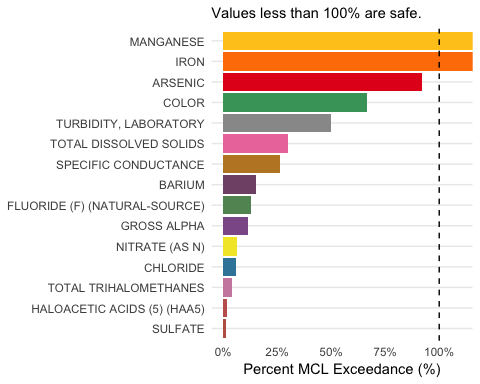 Values less than 100% are safe.
MANGANESE
IRON
ARSENIC
COLOR
TURBIDITY, LABORATORY
TOTAL DISSOLVED SOLIDS
SPECIFIC CONDUCTANCE
BARIUM
FLUORIDE (F) (NATURAL-SOURCE)
GROSS ALPHA
NITRATE (AS N)
CHLORIDE
TOTAL TRIHALOMETHANES
HALOACETIC ACIDS (5) (HAA5)
SULFATE
0% 25% 50% 75% 100%
Percent MCL Exceedance (%)